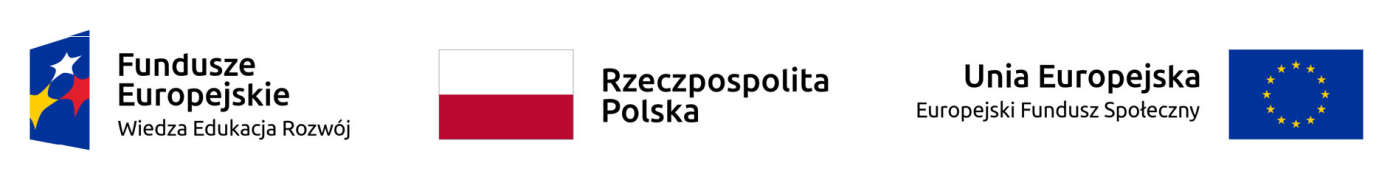 Fundusze
Europejskie
Wiedza Edukacja Rozwój
Rzeczpospolita
Polska
Unia Europejska
Europejski Fundusz Społeczny